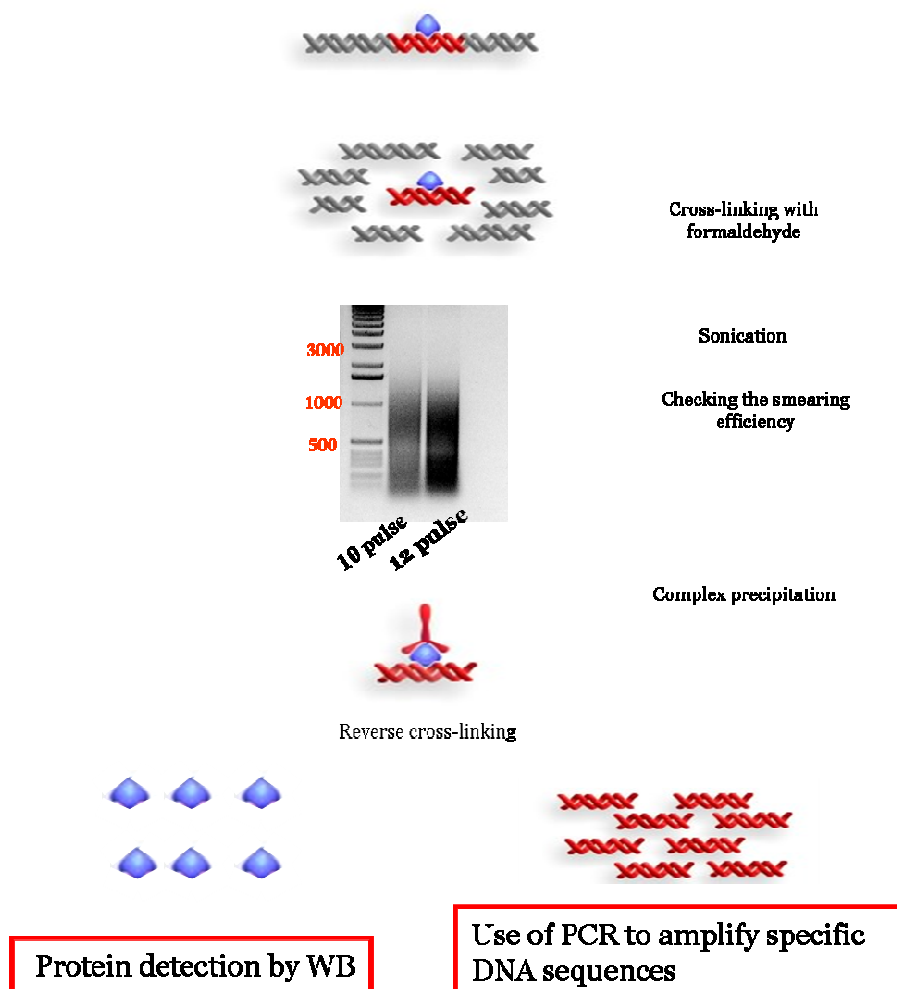 Cross-linking with
formaldehyde
Sonication
3000
Checking the smearing
efficiency
1000
500
10 pulse
12 pulse
Complex precipitation
Reverse cross-linking
Protein detection by WB
Use of PCR to amplify specific
DNA sequences